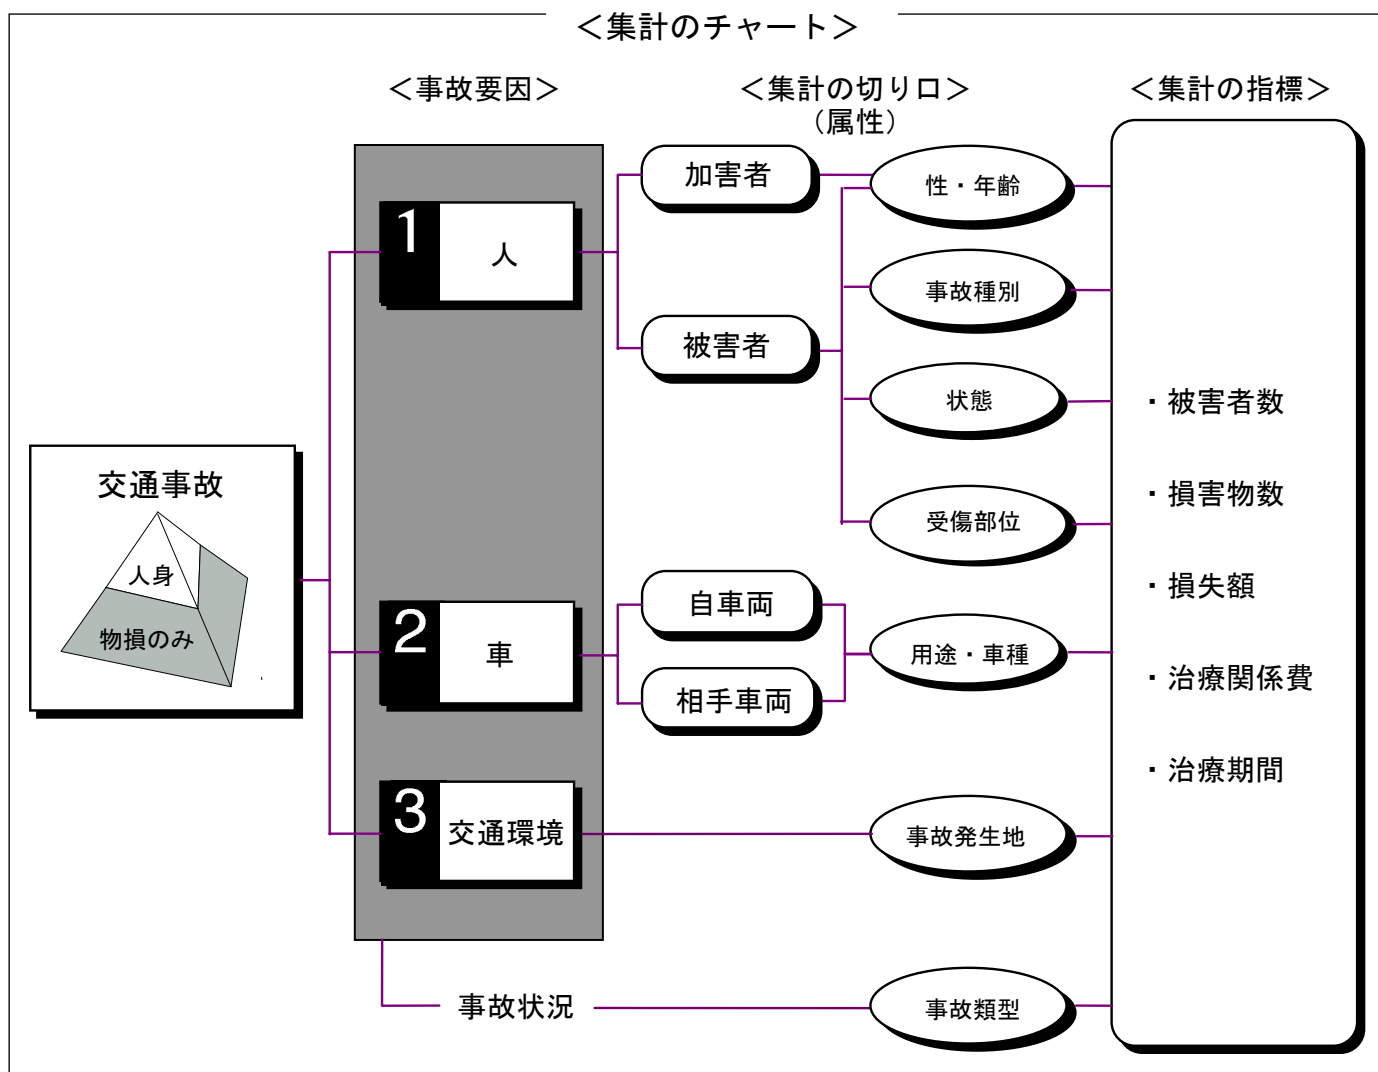 ＜集計のチャート＞
＜事故要因＞
＜集計の切り口＞
（属性）
＜集計の指標＞
交通事故
人身
物損のみ
1
人
2
車
3
交通環境
事故状況
加害者
被害者
自車両
相手車両
性・年齢
事故種別
状態
受傷部位
用途・車種
事故発生地
事故類型
・被害者数
・損害物数
・損失額
・治療関係費
・治療期間